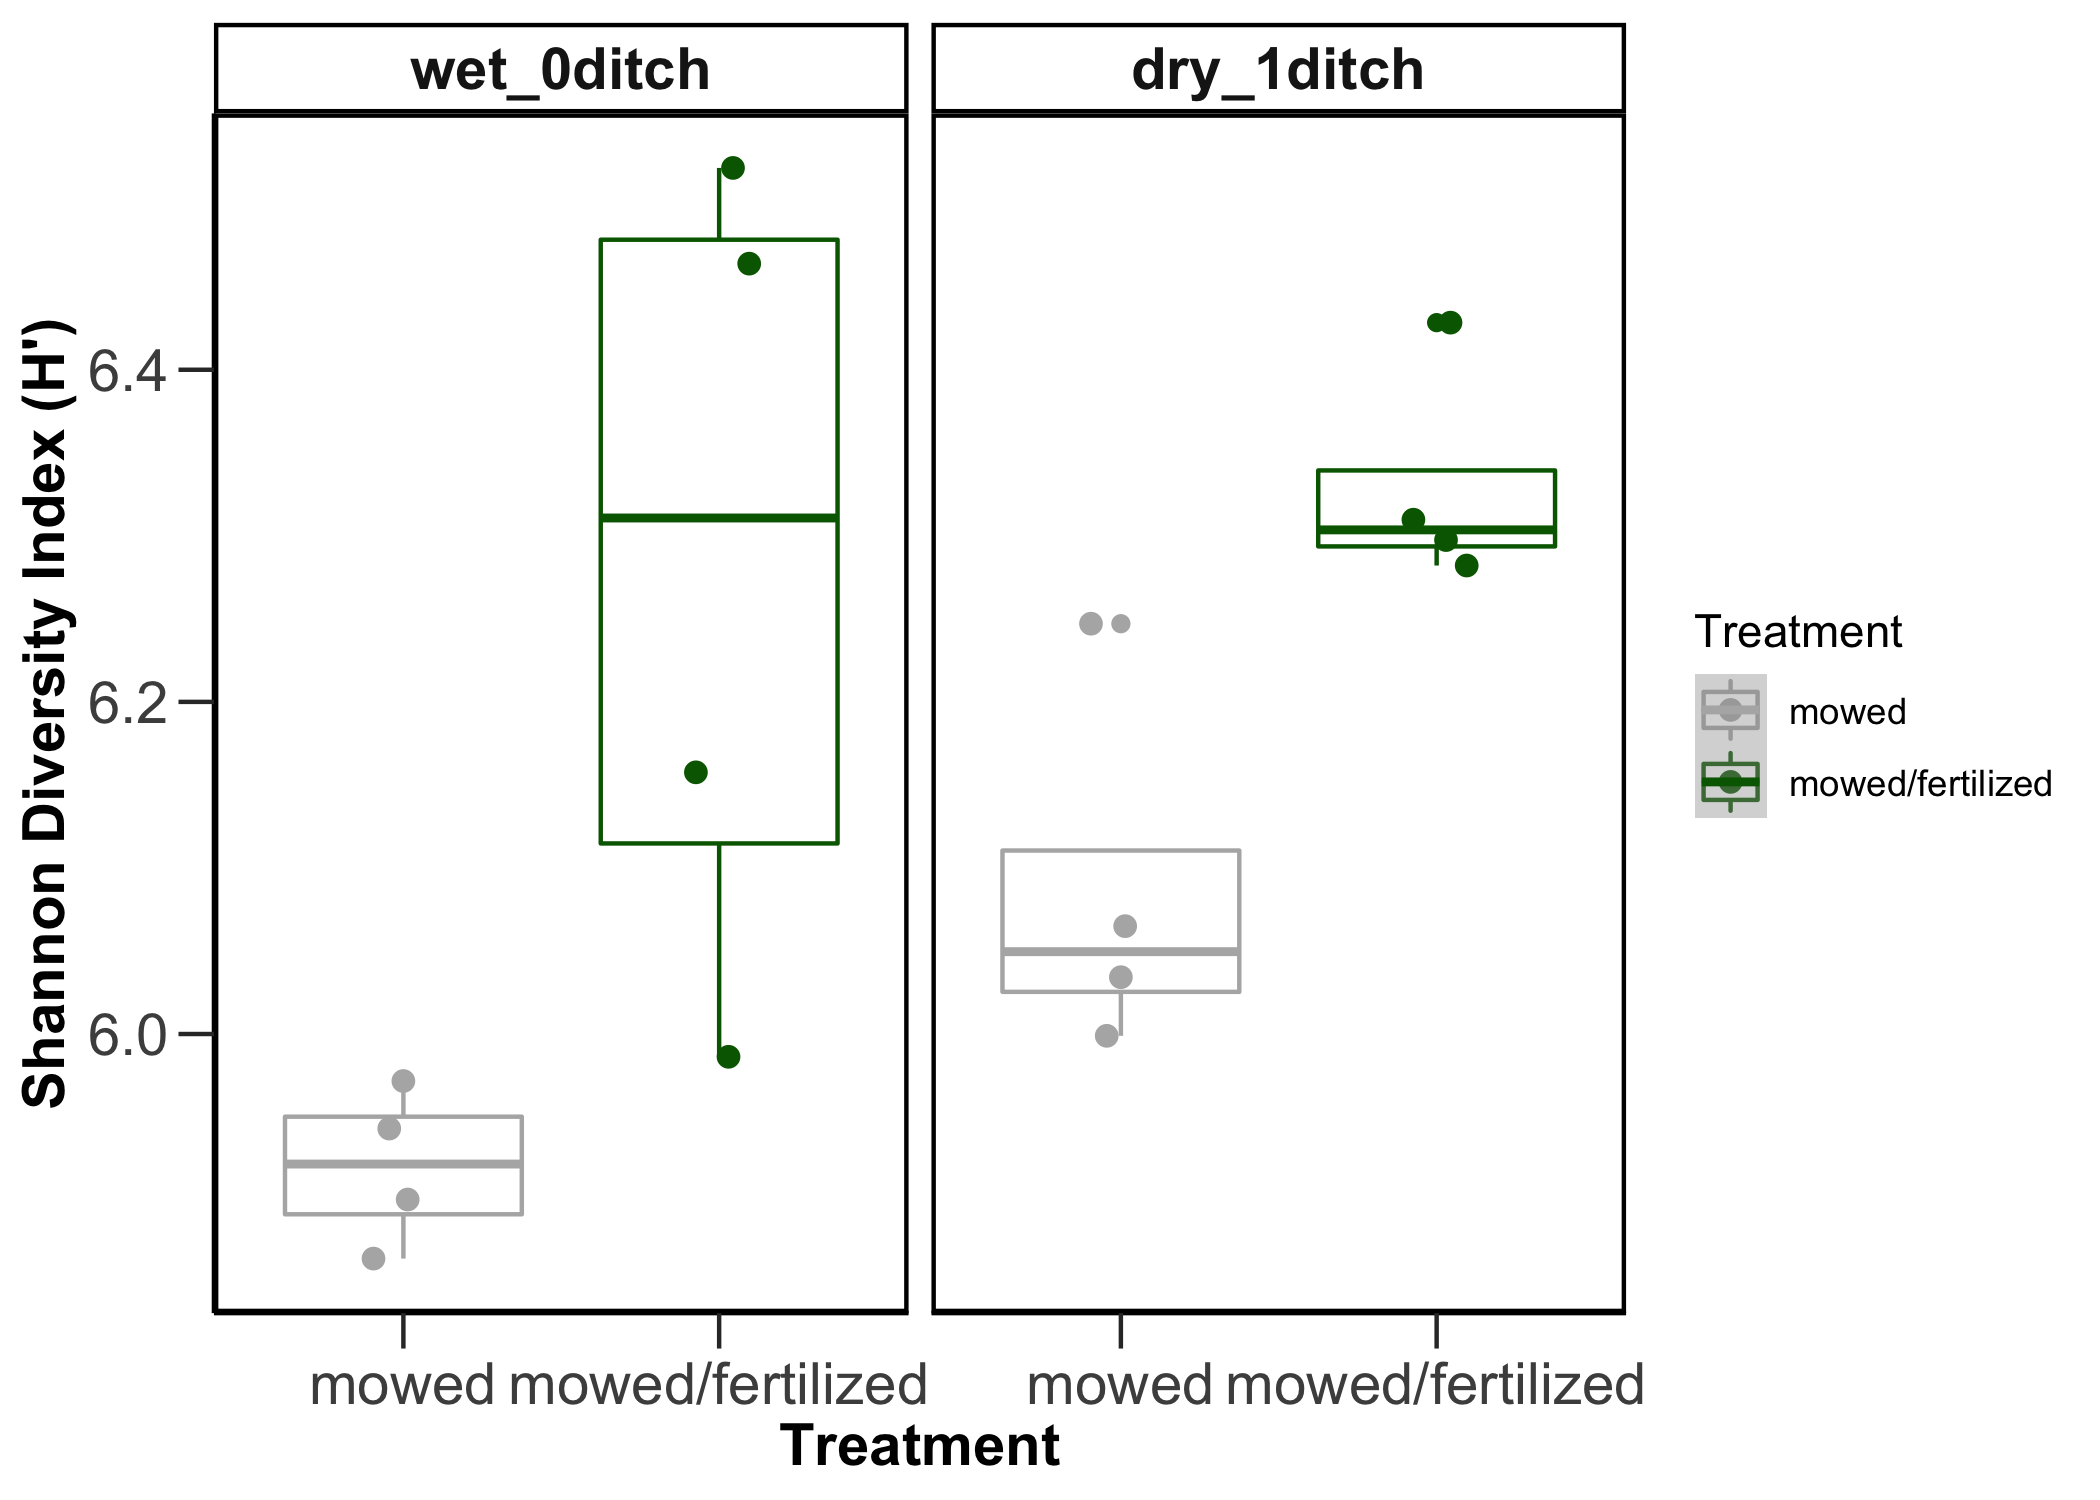 wet_0ditch
dry_1ditch
Shannon Diversity Index (H')
6.4
6.2
6.0
mowed mowed/fertilized
mowed mowed/fertilized
Treatment
Treatment
mowed
mowed/fertilized